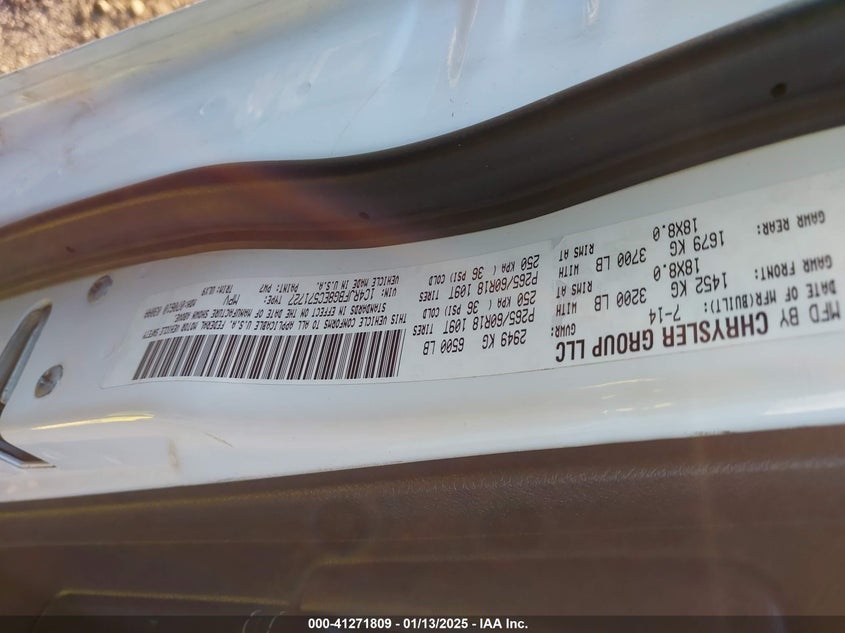 MFD BY CHRYSLER GROUP LLC
DATE OF MFR(BUILT): 7-14 GVWR: 2949 KG 6500 LB
GAWR FRONT: 1452 KG 3200 LB WITH P265/60R18 109T TIRES
18X8.0 RIMS AT 250 KPA ( 36 PSI) COLD
GAWR REAR: 1679 KG 3700 LB WITH P265/60R18 109T TIRES
18X8.0 RIMS AT 250 KPA ( 36 PSI) COLD
THIS VEHICLE CONFORMS TO ALL APPLICABLE U.S.A. FEDERAL MOTOR VEHICLE SAFETY
STANDARDS IN EFFECT ON THE DATE OF MANUFACTURE SHOWN ABOVE.
VIN: 1C4RJFBG8EC571727 TYPE: MPV
VEHICLE MADE IN U.S.A. PAINT: PW7
000-41271809 — 01/13/2025 — IAA Inc.